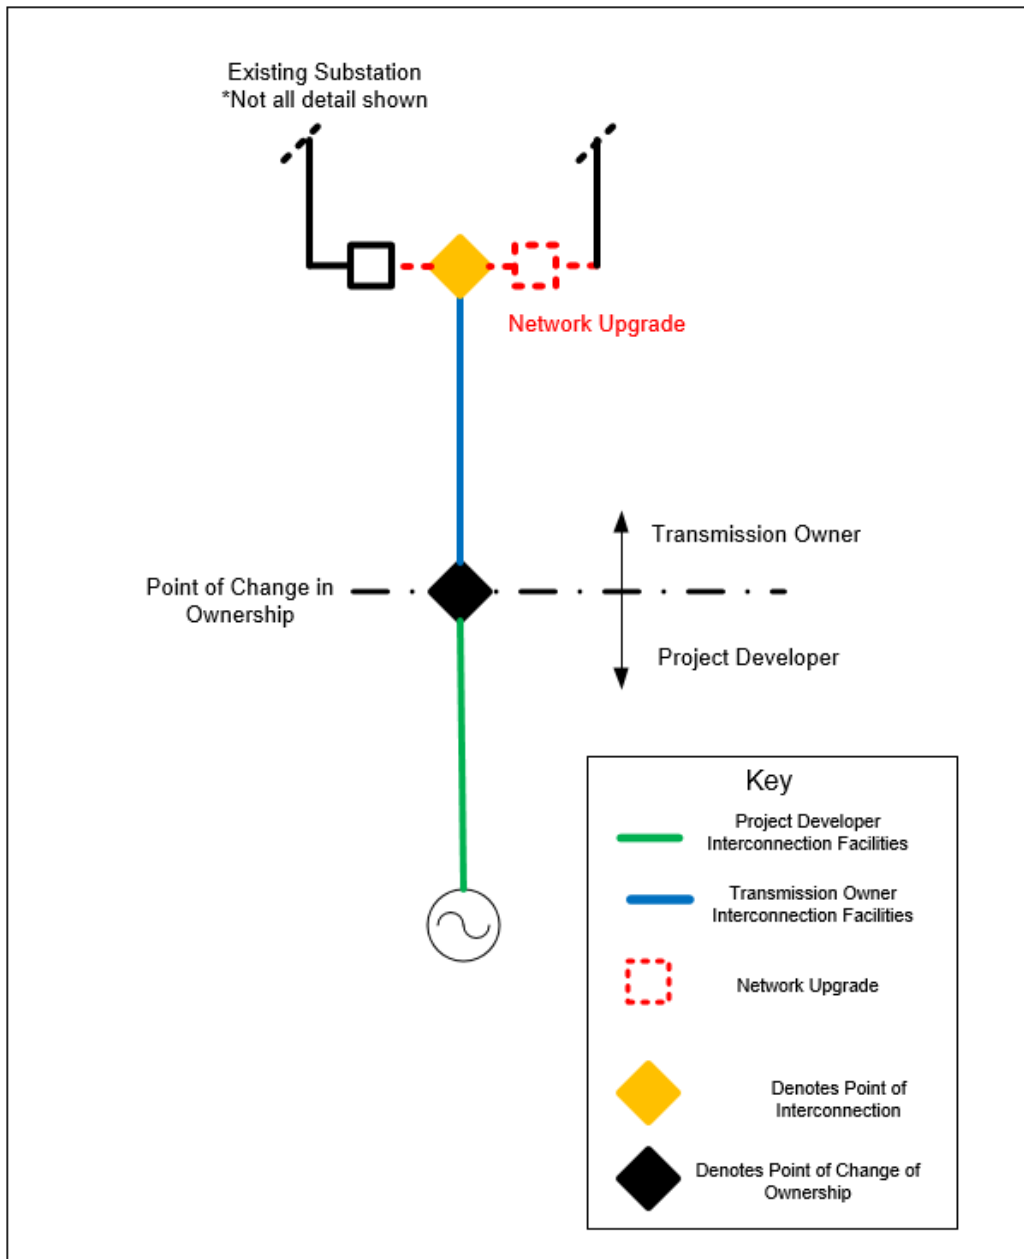 Existing Substation
*Not all detail shown
Network Upgrade
Transmission Owner
Point of Change in
Ownership
Project Developer
Key
Project Developer
Interconnection Facilities
Transmission Owner
Interconnection Facilities
Network Upgrade
Denotes Point of
Interconnection
Denotes Point of Change of
Ownership